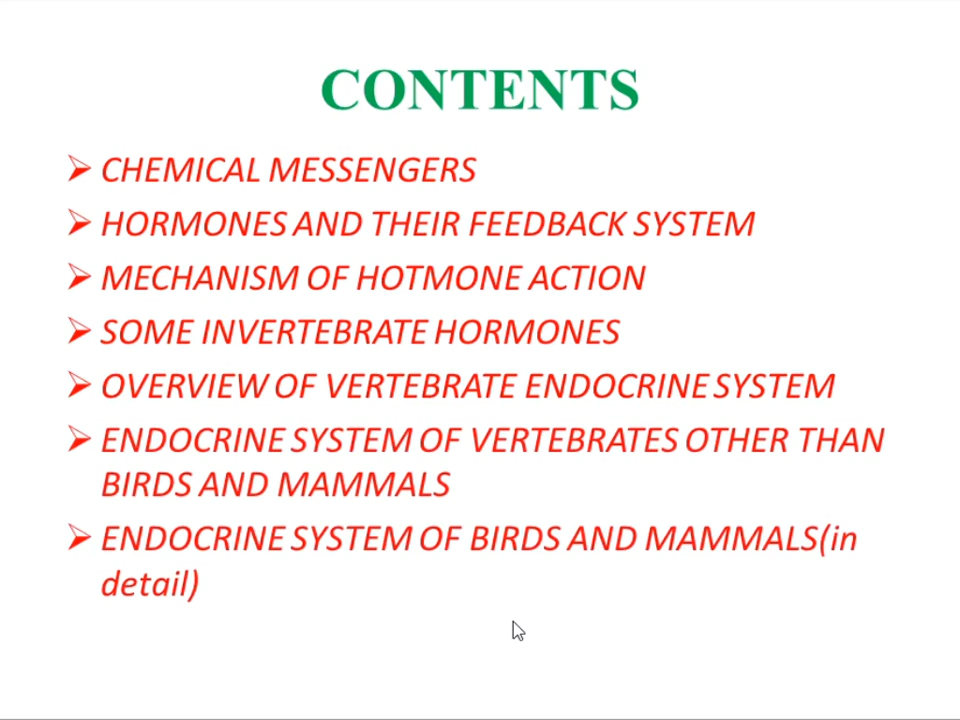 CONTENTS
CHEMICAL MESSENGERS
HORMONES AND THEIR FEEDBACK SYSTEM
MECHANISM OF HOTMONE ACTION
SOME INVERTEBRATE HORMONES
OVERVIEW OF VERTEBRATE ENDOCRINE SYSTEM
ENDOCRINE SYSTEM OF VERTEBRATES OTHER THAN
BIRDS AND MAMMALS
ENDOCRINE SYSTEM OF BIRDS AND MAMMALS(in
detail)